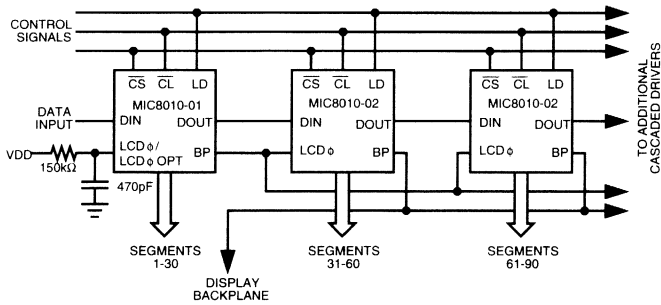 CONTROL
SIGNALS
CS CL LD
MIC8010-01
DIN DOUT
LCDϕ/
LCDϕ OPT
BP
CS CL LD
MIC8010-02
DIN DOUT
LCDϕ BP
CS CL LD
MIC8010-02
DIN DOUT
LCDϕ BP
DATA
INPUT
VDD
150kΩ
470pF
SEGMENTS
1-30
SEGMENTS
31-60
SEGMENTS
61-90
DISPLAY
BACKPLANE
TO ADDITIONAL
CASCADED DRIVERS